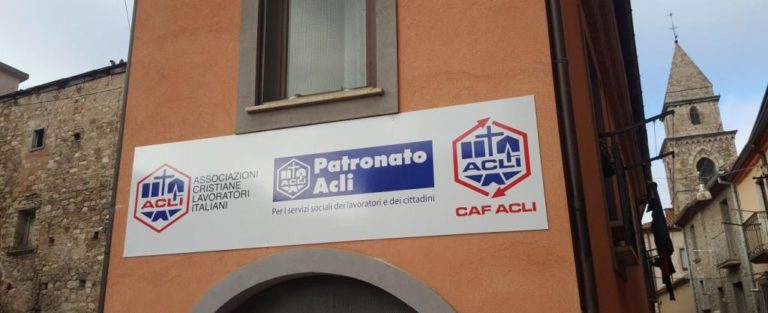 ACLI
ASSOCIAZIONI
CRISTIANE
LAVORATORI
ITALIANI
ACLI
Patronato
Acli
Per i servizi sociali dei lavoratori e dei cittadini
ACLI
CAF ACLI